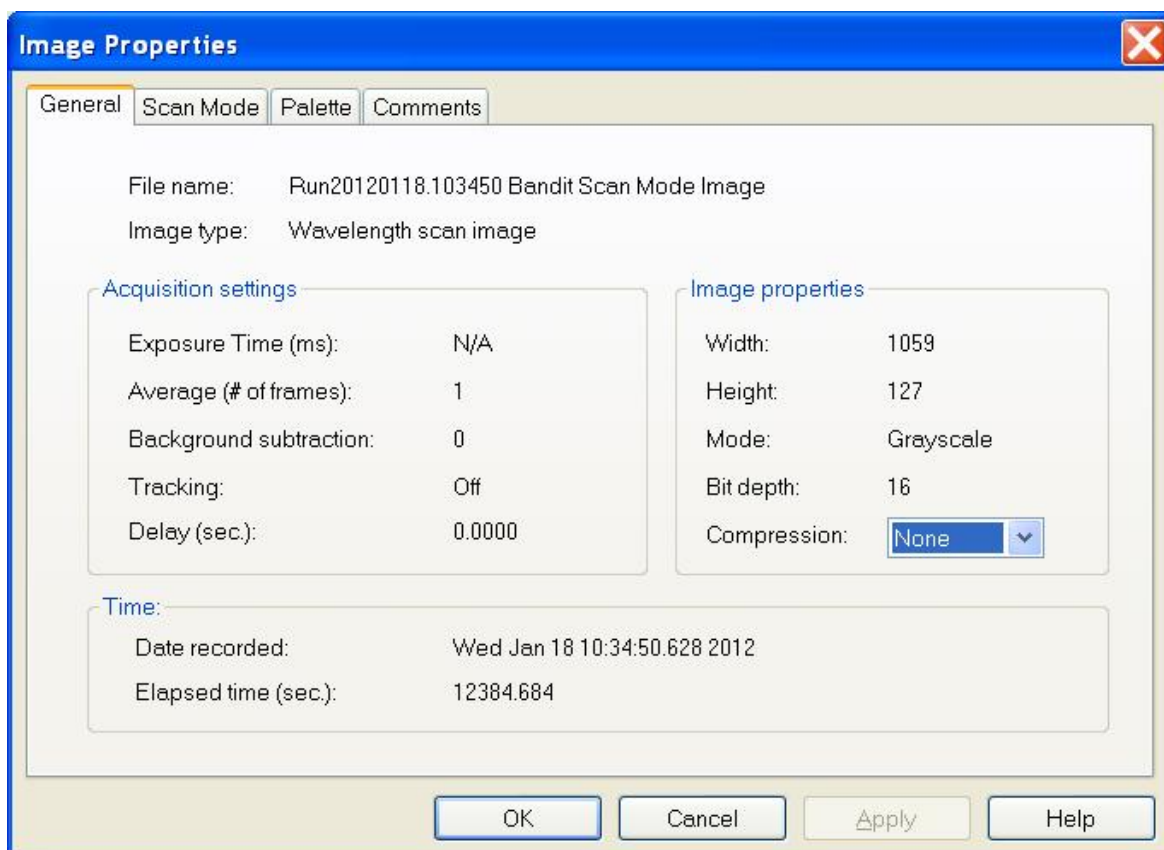 Image Properties
General Scan Mode Palette Comments
File name: Run20120118.103450 Bandit Scan Mode Image
Image type: Wavelength scan image
Acquisition settings
Exposure Time (ms): N/A
Average (# of frames): 1
Background subtraction: 0
Tracking: Off
Delay (sec.): 0.0000
Image properties
Width: 1059
Height: 127
Mode: Grayscale
Bit depth: 16
Compression: None
Time:
Date recorded: Wed Jan 18 10:34:50.628 2012
Elapsed time (sec.): 12384.684
OK Cancel Apply Help